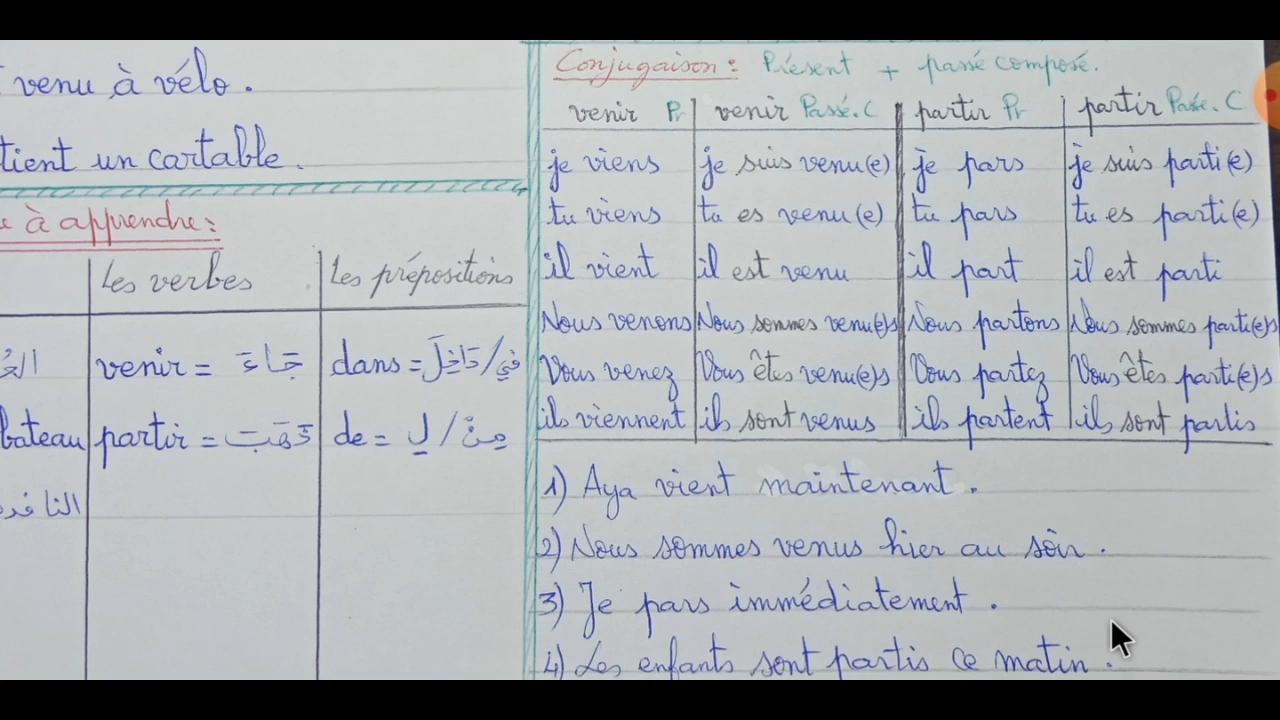 venu à vélo.
tient un cartable.
à apprendre:
Les verbes | Les prépositions
venir = جَاءَ | dans = فِي/دَاخِلَ
bateau | partir = ذَهَبَ | de = لِ / مِنْ
Conjugaison: Présent + passé composé.
venir Pr | venir Passé. C | partir Pr | partir Passé. C
je viens | je suis venu(e) | je pars | je suis parti(e)
tu viens | tu es venu(e) | tu pars | tu es parti(e)
il vient | il est venu | il part | il est parti
Nous venons | Nous sommes venu(e)s | Nous partons | Nous sommes parti(e)s
Vous venez | Vous êtes venu(e)s | Vous partez | Vous êtes parti(e)s
ils viennent | ils sont venus | ils partent | ils sont partis
1) Aya vient maintenant.
2) Nous sommes venus hier au soir.
3) Je pars immédiatement.
4) Les enfants sont partis ce matin.